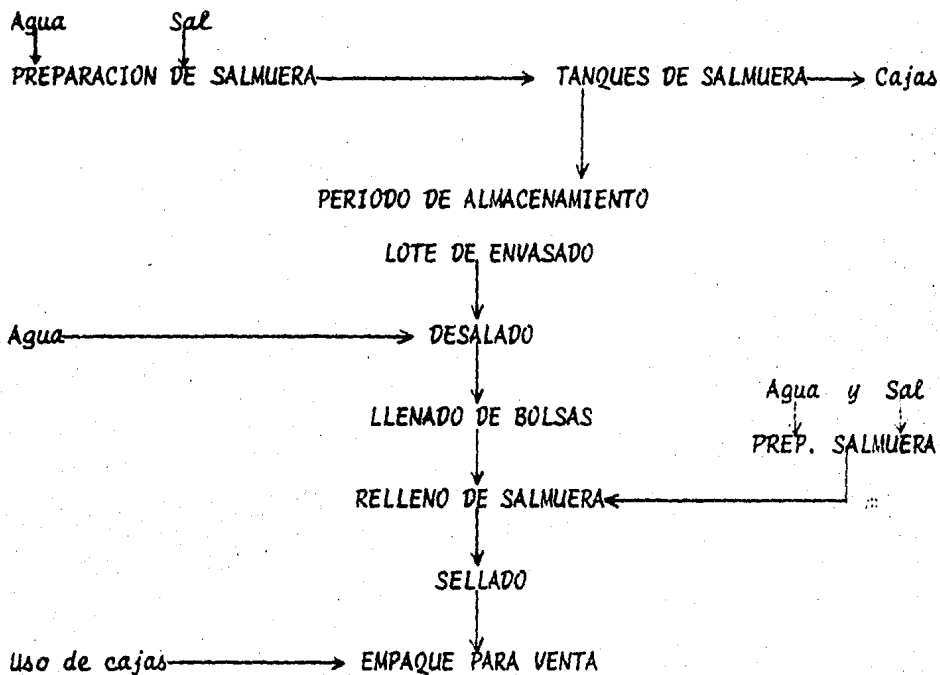 Agua Sal
PREPARACION DE SALMUERA TANQUES DE SALMUERA Cajas
PERIODO DE ALMACENAMIENTO
LOTE DE ENVASADO
Agua DESALADO
LLENADO DE BOLSAS
Agua y Sal
PREP. SALMUERA
RELLENO DE SALMUERA
SELLADO
Uso de cajas EMPAQUE PARA VENTA